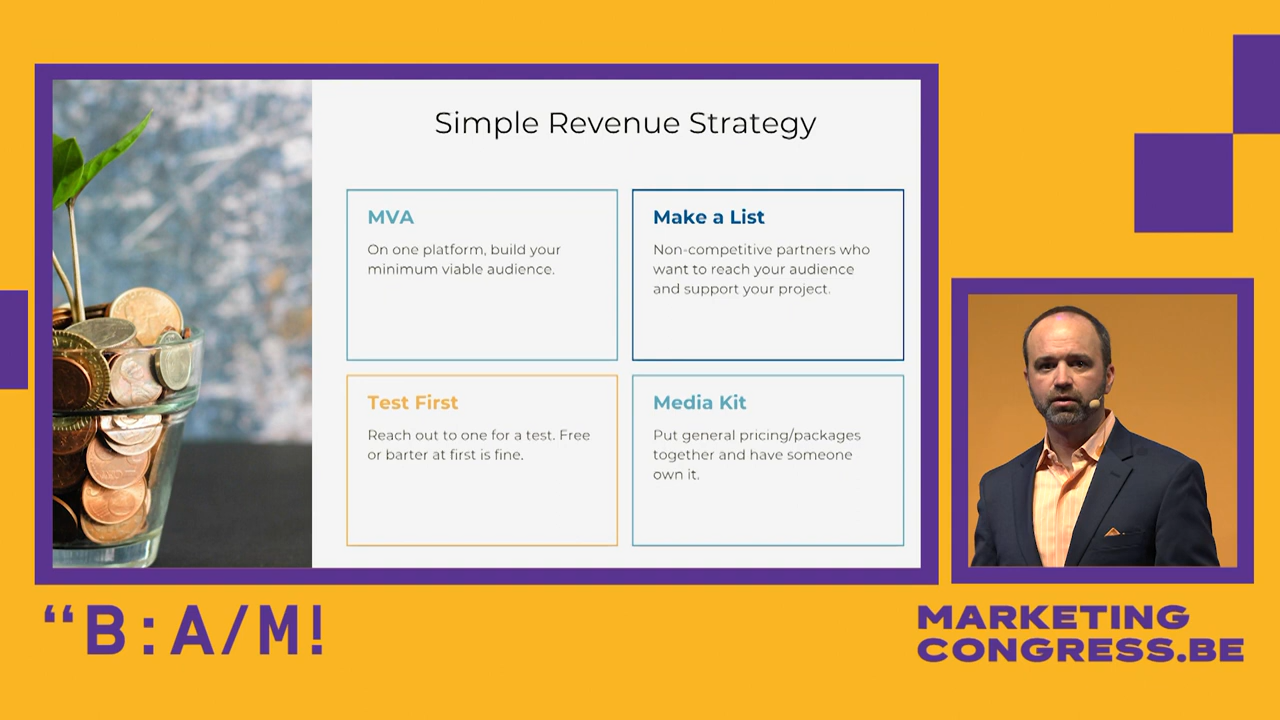 Simple Revenue Strategy
MVA
On one platform, build your
minimum viable audience.
Make a List
Non-competitive partners who
want to reach your audience
and support your project.
Test First
Reach out to one for a test. Free
or barter at first is fine.
Media Kit
Put general pricing/packages
together and have someone
own it.
“B:A/M!
MARKETING
CONGRESS.BE